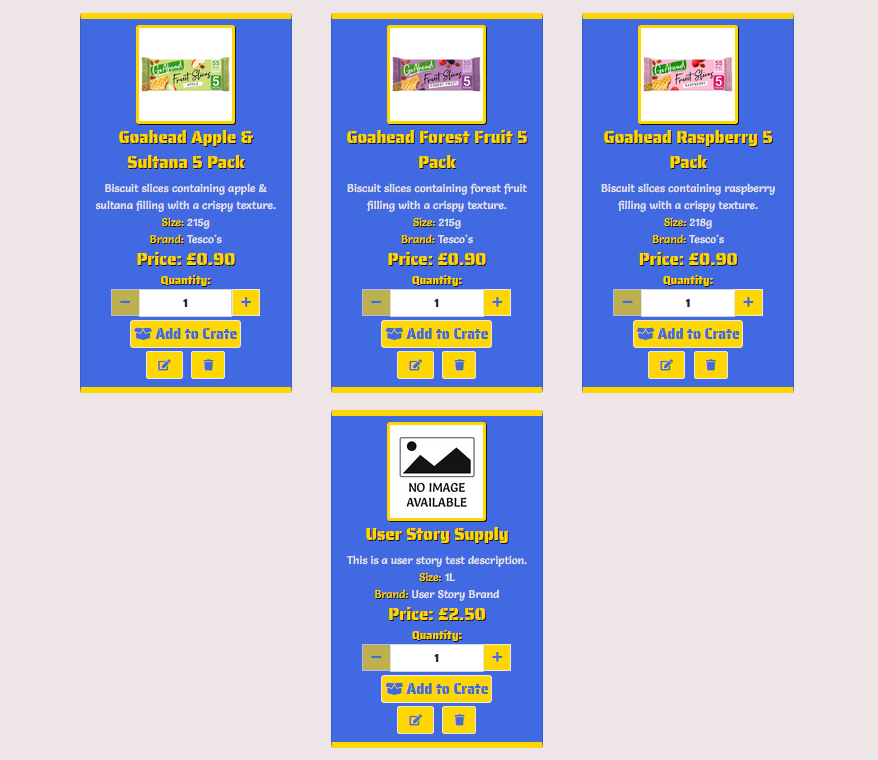 GoAhead
Fruit Slices
APPLE
55
5
Goahead Apple &
Sultana 5 Pack
Biscuit slices containing apple &
sultana filling with a crispy texture.
Size: 215g
Brand: Tesco's
Price: £0.90
Quantity:
− 1 +
Add to Crate
GoAhead
Fruit Slices
FOREST FRUIT
55
5
Goahead Forest Fruit 5
Pack
Biscuit slices containing forest fruit
filling with a crispy texture.
Size: 215g
Brand: Tesco's
Price: £0.90
Quantity:
− 1 +
Add to Crate
GoAhead
Fruit Slices
RASPBERRY
55
5
Goahead Raspberry 5
Pack
Biscuit slices containing raspberry
filling with a crispy texture.
Size: 218g
Brand: Tesco's
Price: £0.90
Quantity:
− 1 +
Add to Crate
NO IMAGE
AVAILABLE
User Story Supply
This is a user story test description.
Size: 1L
Brand: User Story Brand
Price: £2.50
Quantity:
− 1 +
Add to Crate